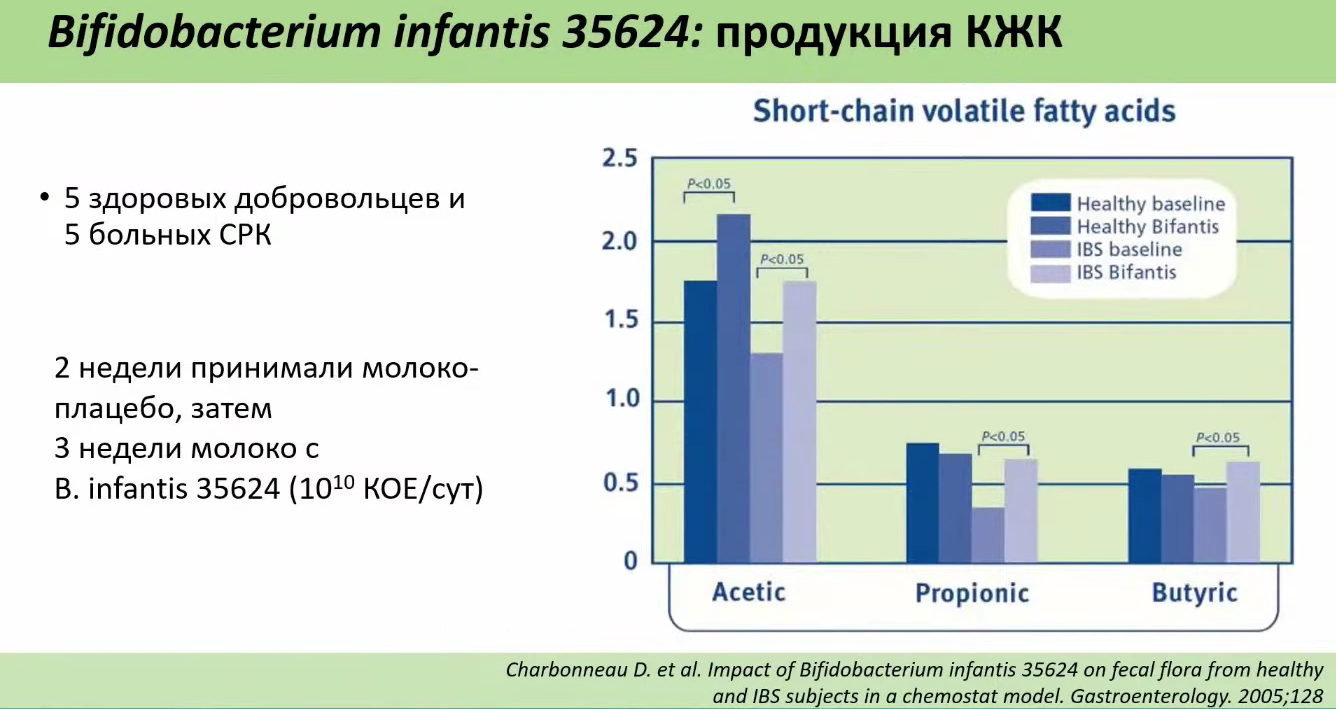 Bifidobacterium infantis 35624: продукция КЖК
• 5 здоровых добровольцев и
5 больных СРК
2 недели принимали молоко-
плацебо, затем
3 недели молоко с
B. infantis 35624 (10¹⁰ КОЕ/сут)
Short-chain volatile fatty acids
2.5
2.0
1.5
1.0
0.5
0
P<0.05
P<0.05
P<0.05
P<0.05
Healthy baseline
Healthy Bifantis
IBS baseline
IBS Bifantis
Acetic
Propionic
Butyric
Charbonneau D. et al. Impact of Bifidobacterium infantis 35624 on fecal flora from healthy
and IBS subjects in a chemostat model. Gastroenterology. 2005;128